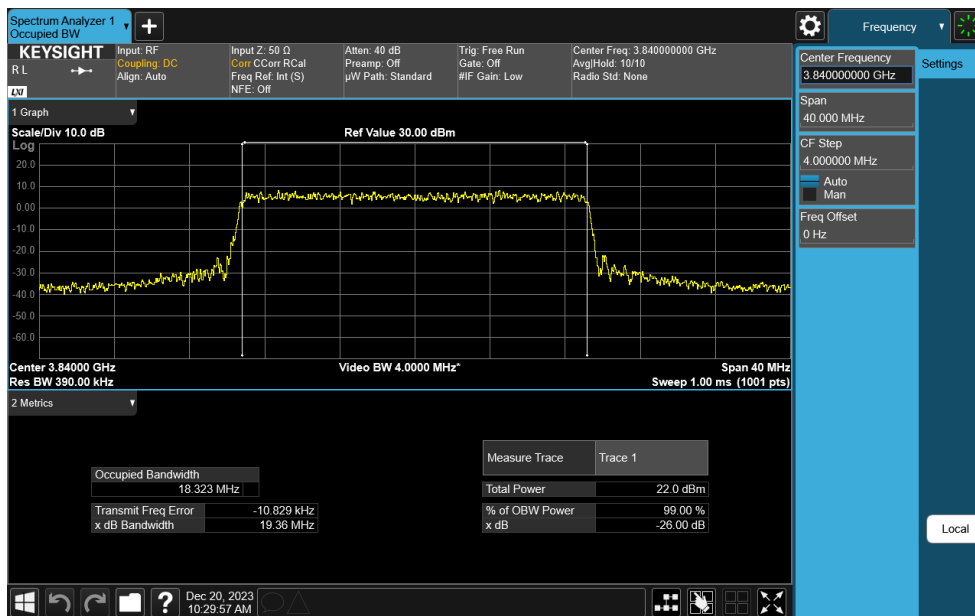 Spectrum Analyzer 1
Occupied BW
+
Frequency
KEYSIGHT
R L
LXI
Input: RF
Coupling: DC
Align: Auto
Input Z: 50 Ω
Corr CCorr RCal
Freq Ref: Int (S)
NFE: Off
Atten: 40 dB
Preamp: Off
µW Path: Standard
Trig: Free Run
Gate: Off
#IF Gain: Low
Center Freq: 3.840000000 GHz
Avg|Hold: 10/10
Radio Std: None
Center Frequency
3.840000000 GHz
Settings
Span
40.000 MHz
CF Step
4.000000 MHz
Auto
Man
Freq Offset
0 Hz
1 Graph
Scale/Div 10.0 dB
Ref Value 30.00 dBm
Log
20.0
10.0
0.00
-10.0
-20.0
-30.0
-40.0
-50.0
-60.0
Center 3.84000 GHz
Video BW 4.0000 MHz*
Span 40 MHz
Res BW 390.00 kHz
Sweep 1.00 ms (1001 pts)
2 Metrics
Measure Trace Trace 1
Occupied Bandwidth
18.323 MHz
Total Power 22.0 dBm
Transmit Freq Error -10.829 kHz
% of OBW Power 99.00 %
x dB Bandwidth 19.36 MHz
x dB -26.00 dB
Local
?
Dec 20, 2023
10:29:57 AM